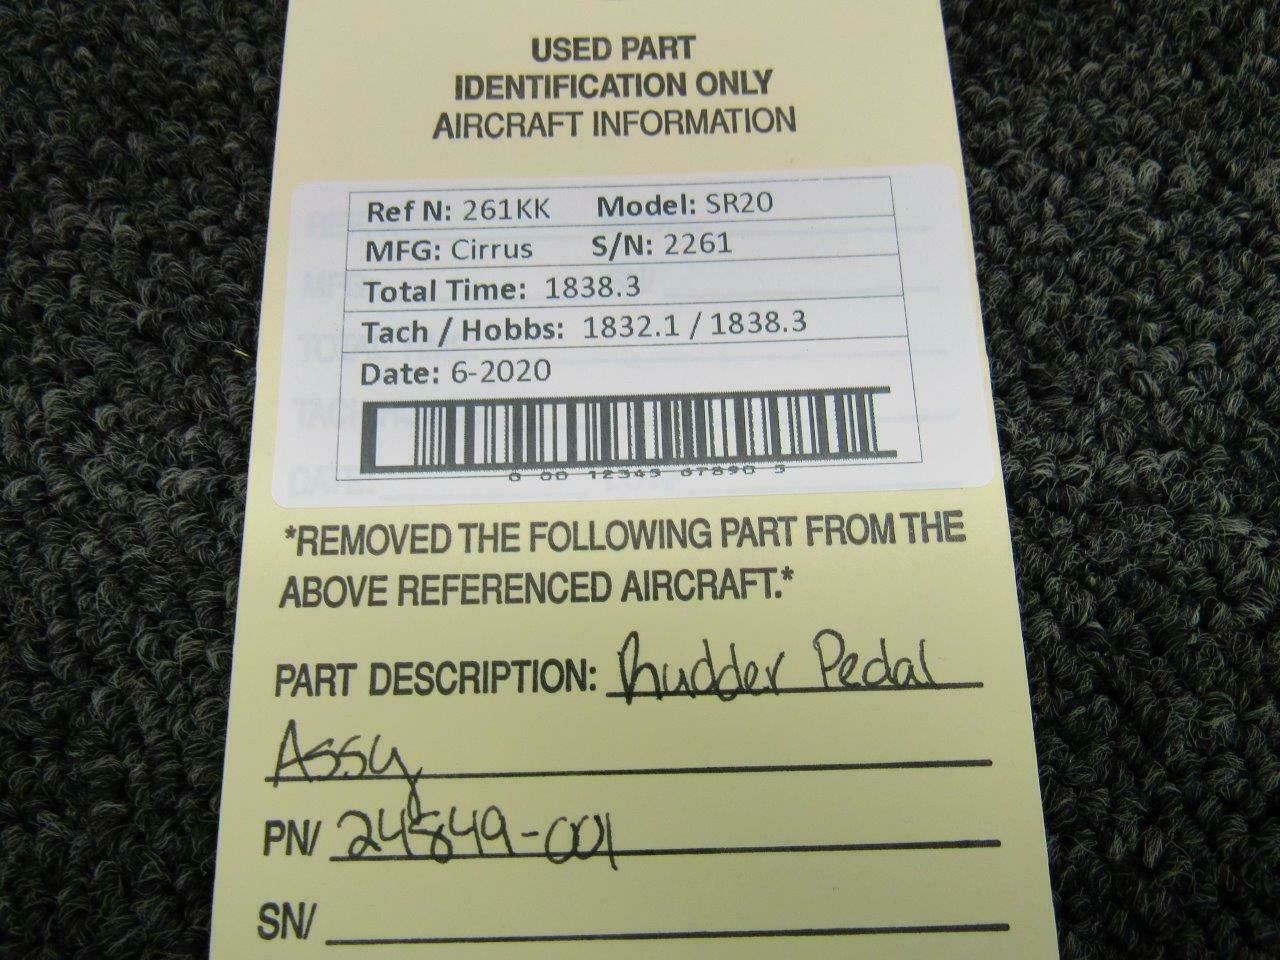 USED PART
IDENTIFICATION ONLY
AIRCRAFT INFORMATION
Ref N: 261KK Model: SR20
MFG: Cirrus S/N: 2261
Total Time: 1838.3
Tach / Hobbs: 1832.1 / 1838.3
Date: 6-2020
*REMOVED THE FOLLOWING PART FROM THE
ABOVE REFERENCED AIRCRAFT.*
PART DESCRIPTION: Rudder Pedal
Assy
PN/ 24849-001
SN/